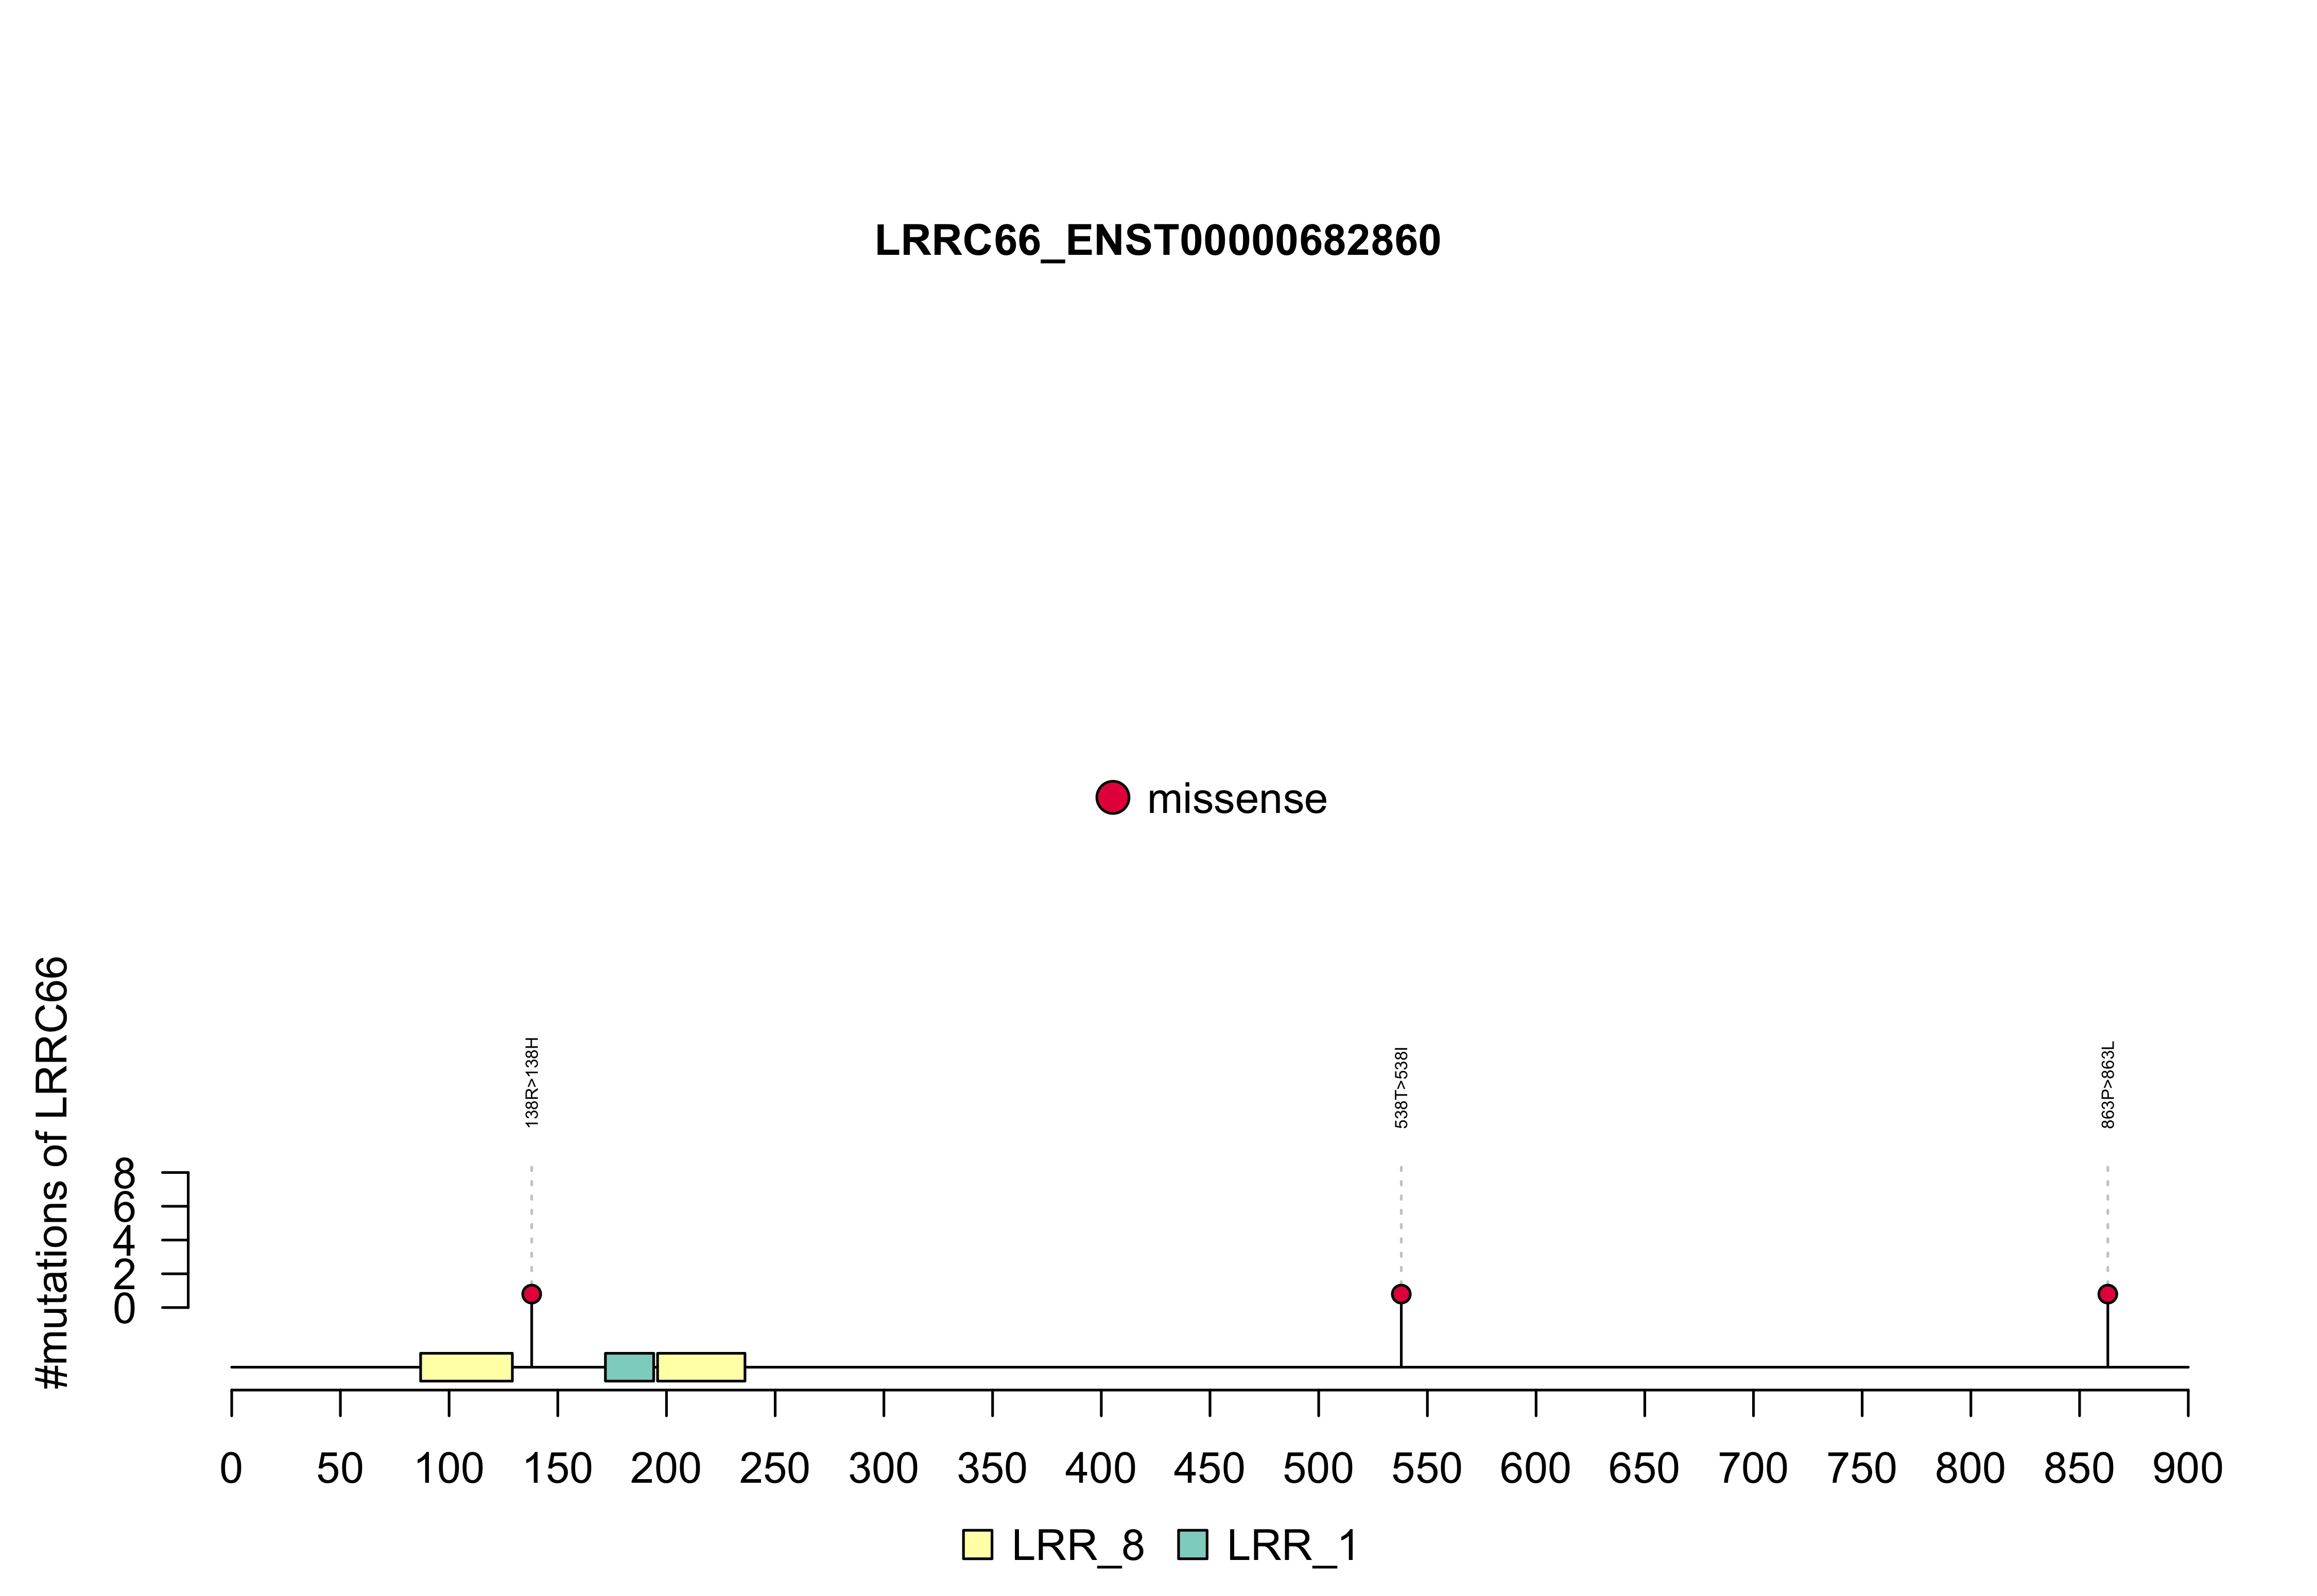 LRRC66_ENST00000682860
missense
#mutations of LRRC66
138R>138H
538T>538I
863P>863L
8
6
4
2
0
0 50 100 150 200 250 300 350 400 450 500 550 600 650 700 750 800 850 900
LRR_8 LRR_1